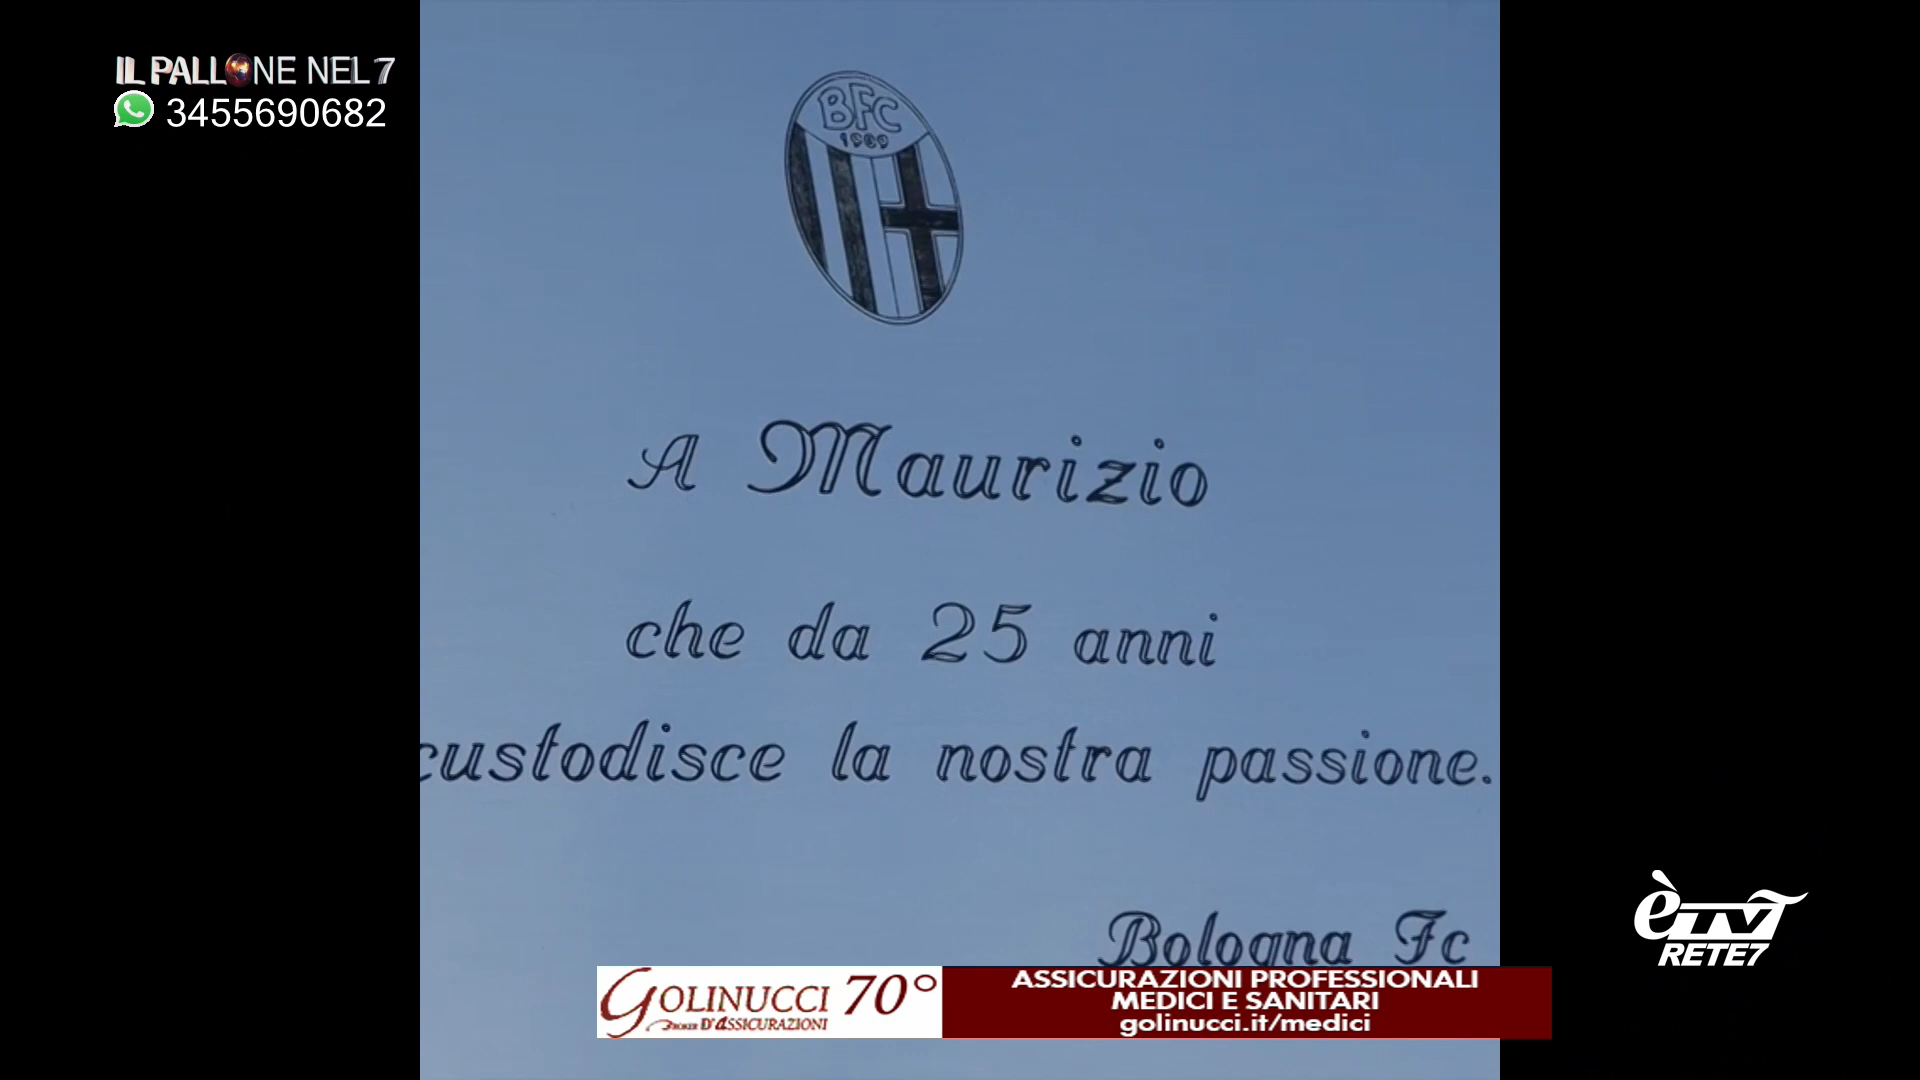 IL PALLONE NEL 7
3455690682
BFC
1909
A Maurizio
che da 25 anni
custodisce la nostra passione.
Bologna Fc
GOLINUCCI 70°
BROKER D'ASSICURAZIONI
ASSICURAZIONI PROFESSIONALI
MEDICI E SANITARI
golinucci.it/medici
èTV
RETE7